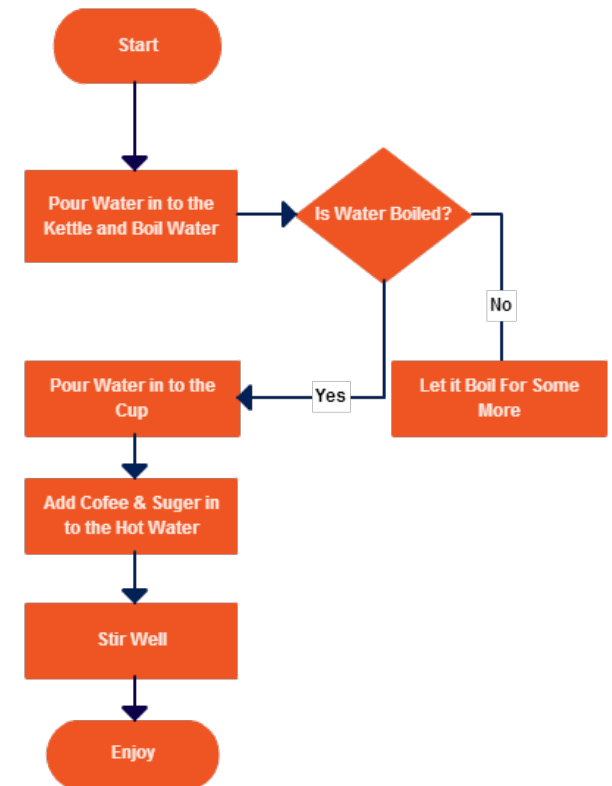 Start
Pour Water in to the
Kettle and Boil Water
Is Water Boiled?
No
Pour Water in to the
Cup
Yes
Let it Boil For Some
More
Add Cofee & Suger in
to the Hot Water
Stir Well
Enjoy